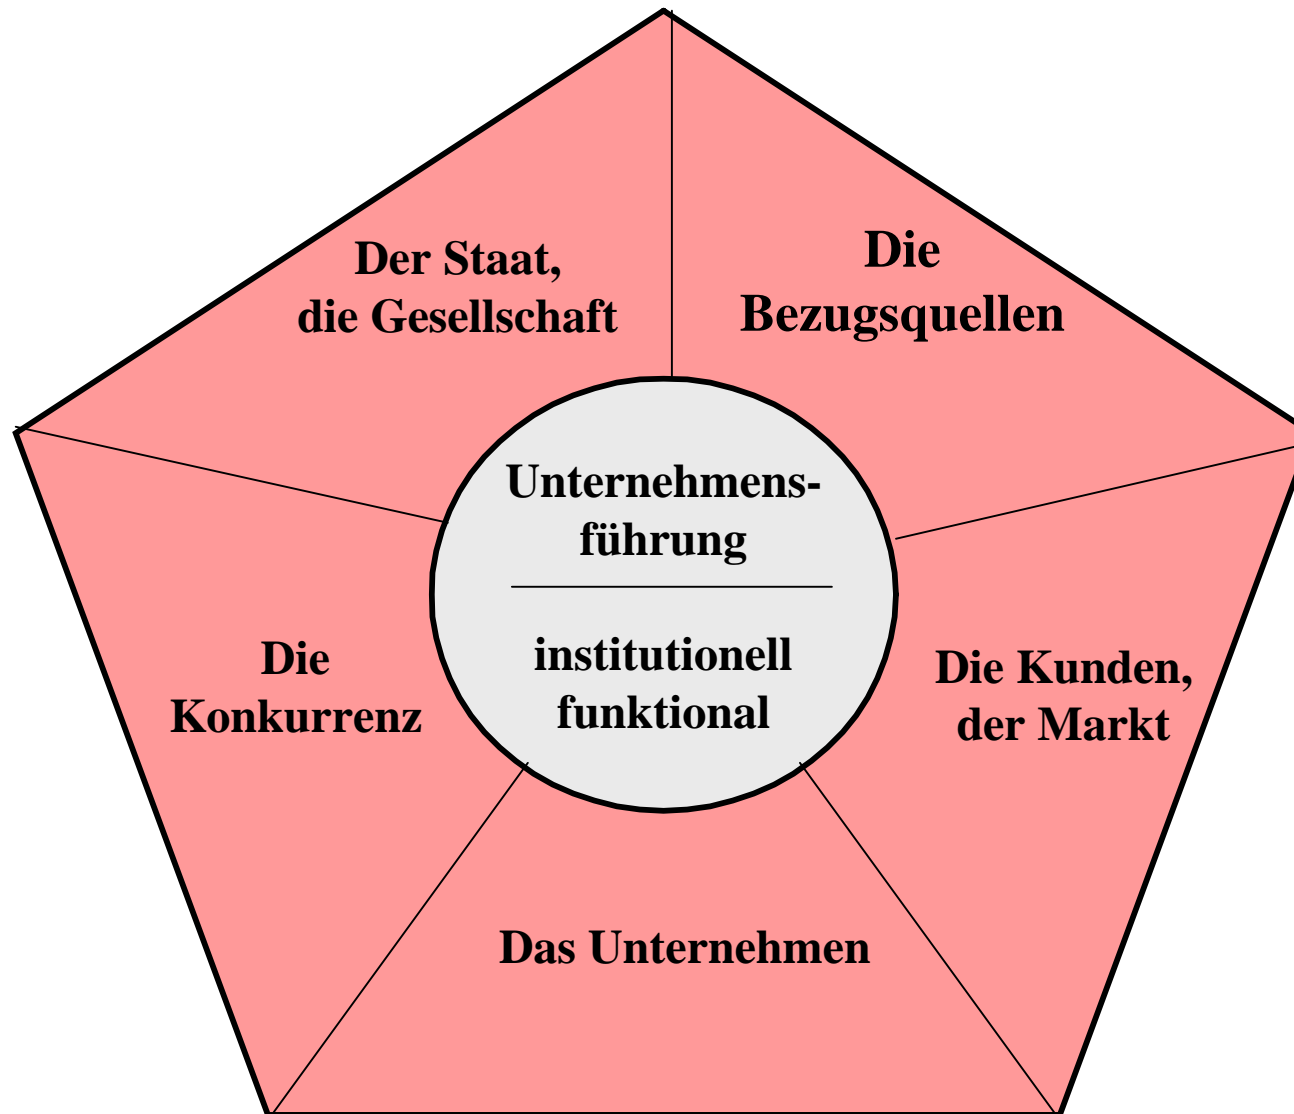 Der Staat,
die Gesellschaft
Die
Bezugsquellen
Unternehmens-
führung
institutionell
funktional
Die
Konkurrenz
Die Kunden,
der Markt
Das Unternehmen